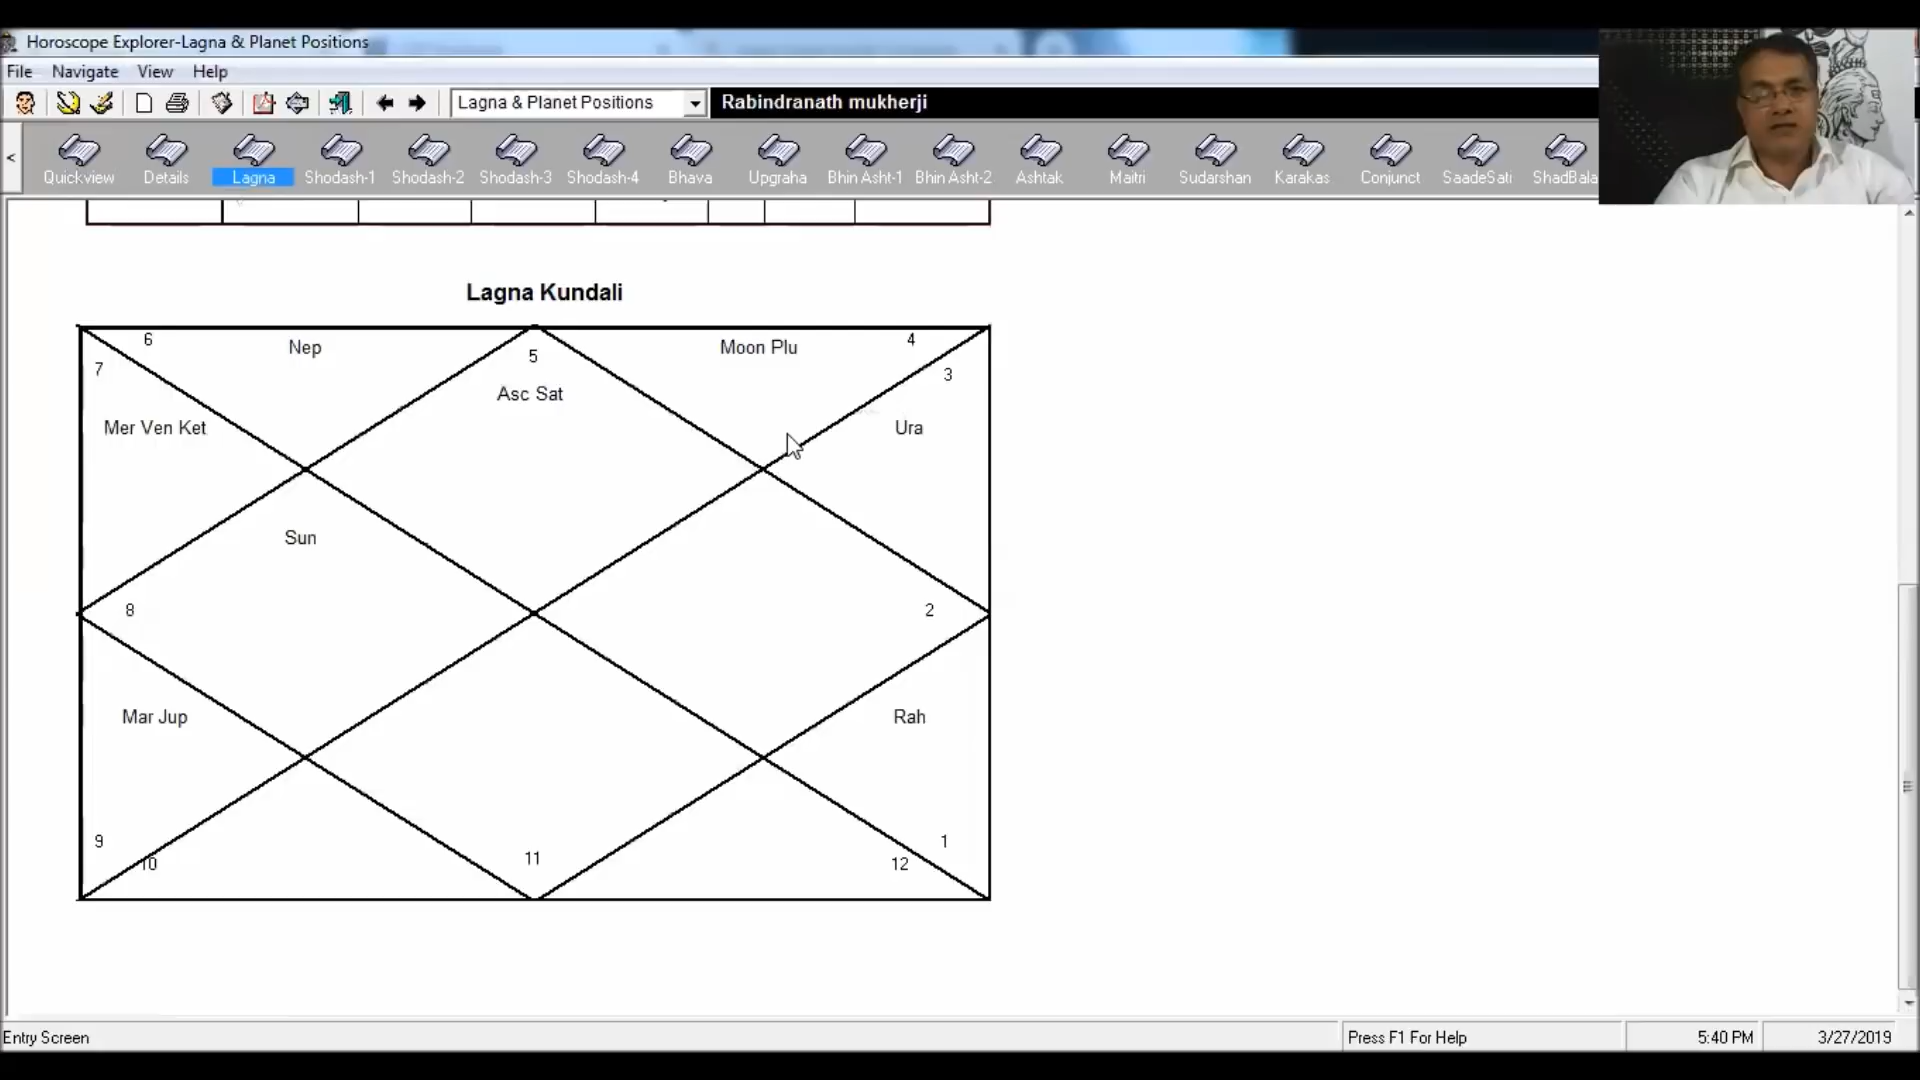 Horoscope Explorer-Lagna & Planet Positions
File Navigate View Help
Lagna & Planet Positions Rabindranath mukherji
< Quickview Details Lagna Shodash-1 Shodash-2 Shodash-3 Shodash-4 Bhava Upgraha Bhin Asht-1 Bhin Asht-2 Ashtak Maitri Sudarshan Karakas Conjunct SaadeSati ShadBala
Lagna Kundali
6 Nep 5 Moon Plu 4
7 3
Asc Sat
Mer Ven Ket Ura
Sun
8 2
Mar Jup Rah
9 1
10 11 12
Entry Screen Press F1 For Help 5:40 PM 3/27/2019